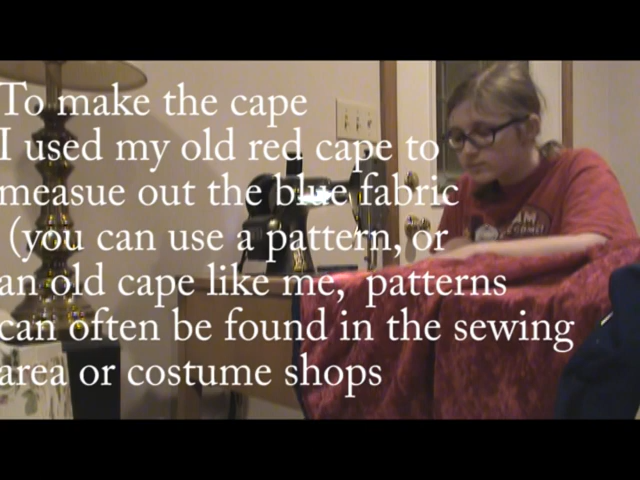 To make the cape
I used my old red cape to
measue out the blue fabric
(you can use a pattern, or
an old cape like me, patterns
can often be found in the sewing
area or costume shops
AM